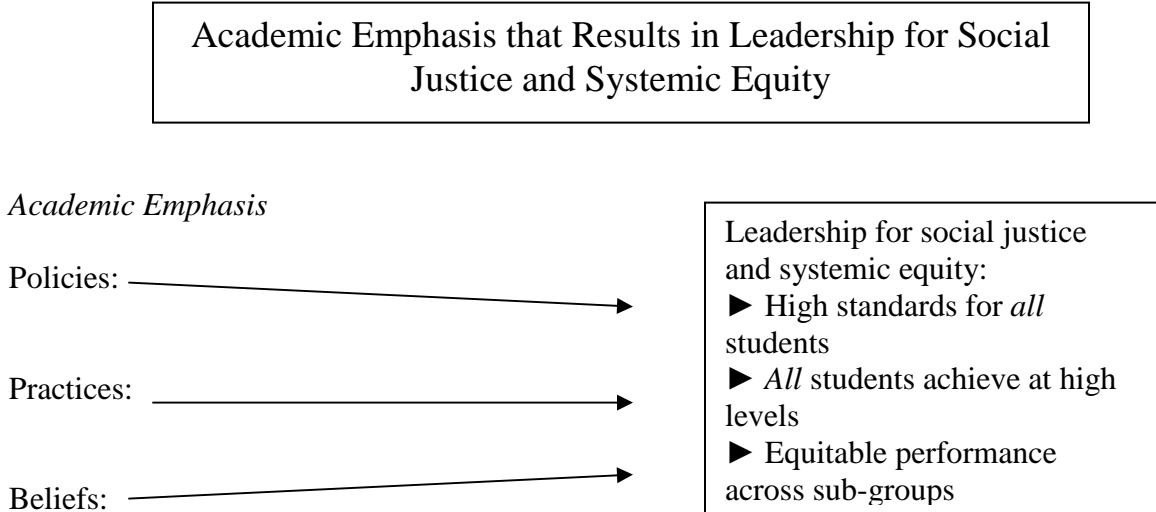 Academic Emphasis that Results in Leadership for Social
Justice and Systemic Equity
Academic Emphasis
Policies:
Practices:
Beliefs:
Leadership for social justice
and systemic equity:
► High standards for all
students
► All students achieve at high
levels
► Equitable performance
across sub-groups